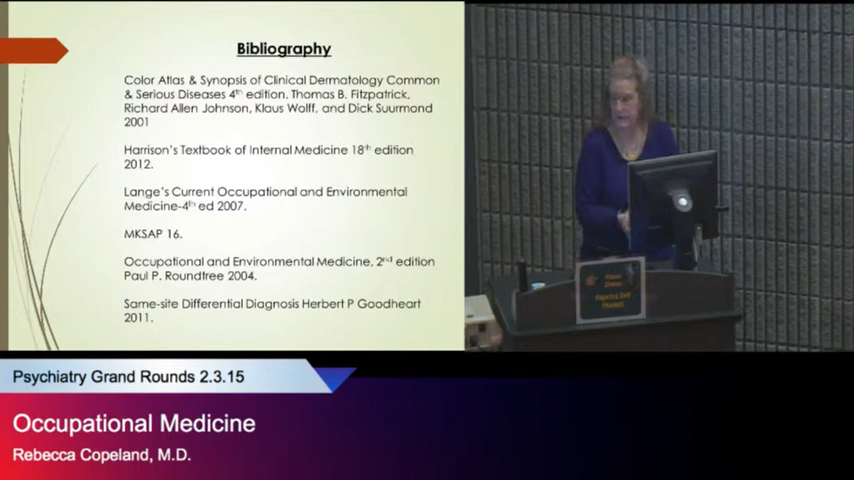 Bibliography
Color Atlas & Synopsis of Clinical Dermatology Common
& Serious Diseases 4th edition. Thomas B. Fitzpatrick,
Richard Allen Johnson, Klaus Wolff, and Dick Suurmond
2001
Harrison's Textbook of Internal Medicine 18th edition
2012.
Lange's Current Occupational and Environmental
Medicine-4th ed 2007.
MKSAP 16.
Occupational and Environmental Medicine, 2nd edition
Paul P. Roundtree 2004.
Same-site Differential Diagnosis Herbert P Goodheart
2011.
Psychiatry Grand Rounds 2.3.15
Occupational Medicine
Rebecca Copeland, M.D.